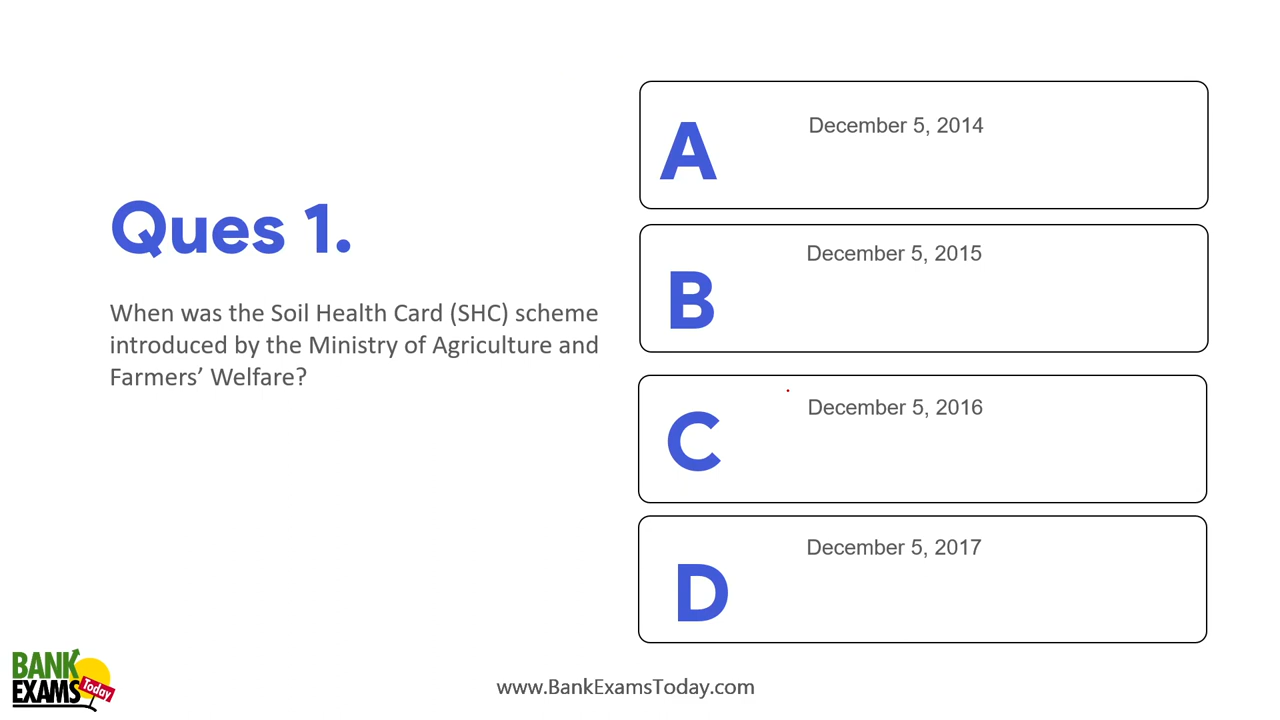 Ques 1.
When was the Soil Health Card (SHC) scheme
introduced by the Ministry of Agriculture and
Farmers’ Welfare?
A
December 5, 2014
B
December 5, 2015
C
December 5, 2016
D
December 5, 2017
BANK
EXAMS
Today
www.BankExamsToday.com